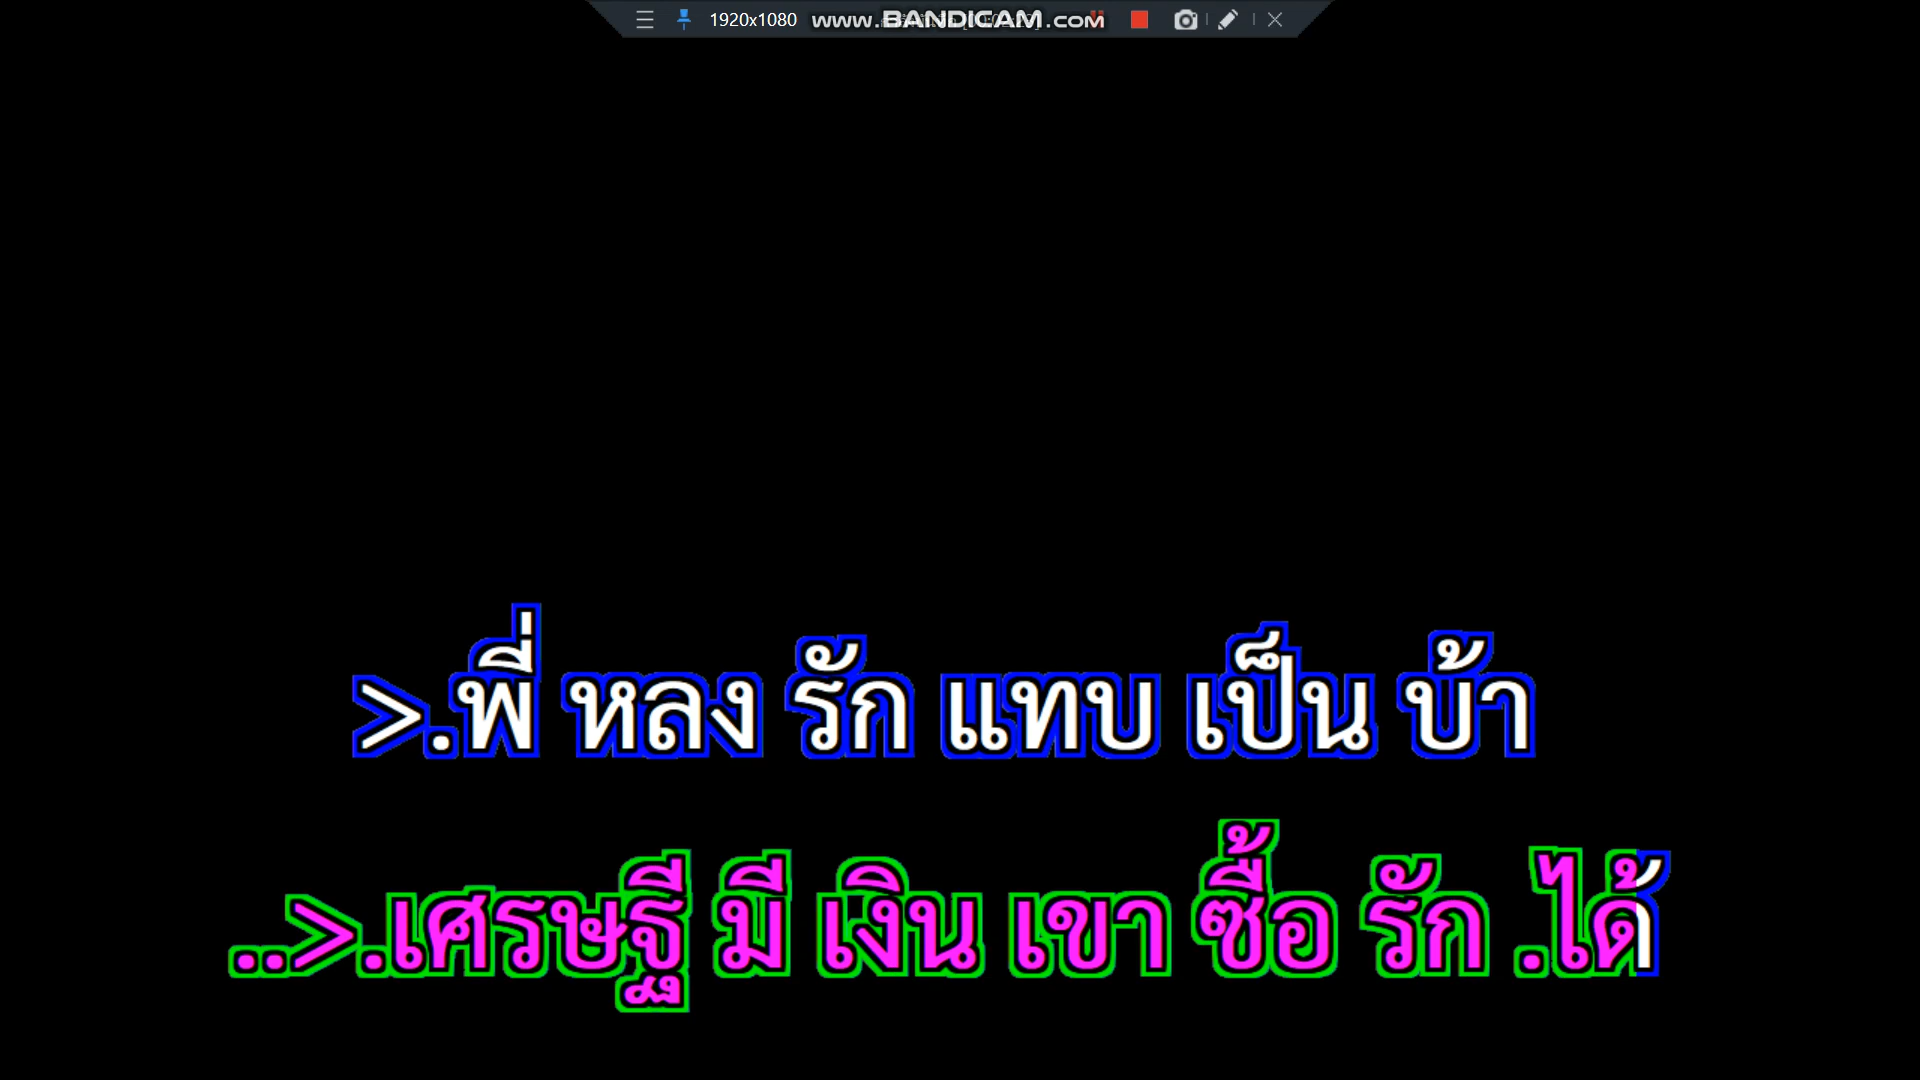 1920x1080 www.BANDICAM.com
>.พี่ หลง รัก แทบ เป็น บ้า
..>.เศรษฐี มี เงิน เขา ซื้อ รัก .ได้